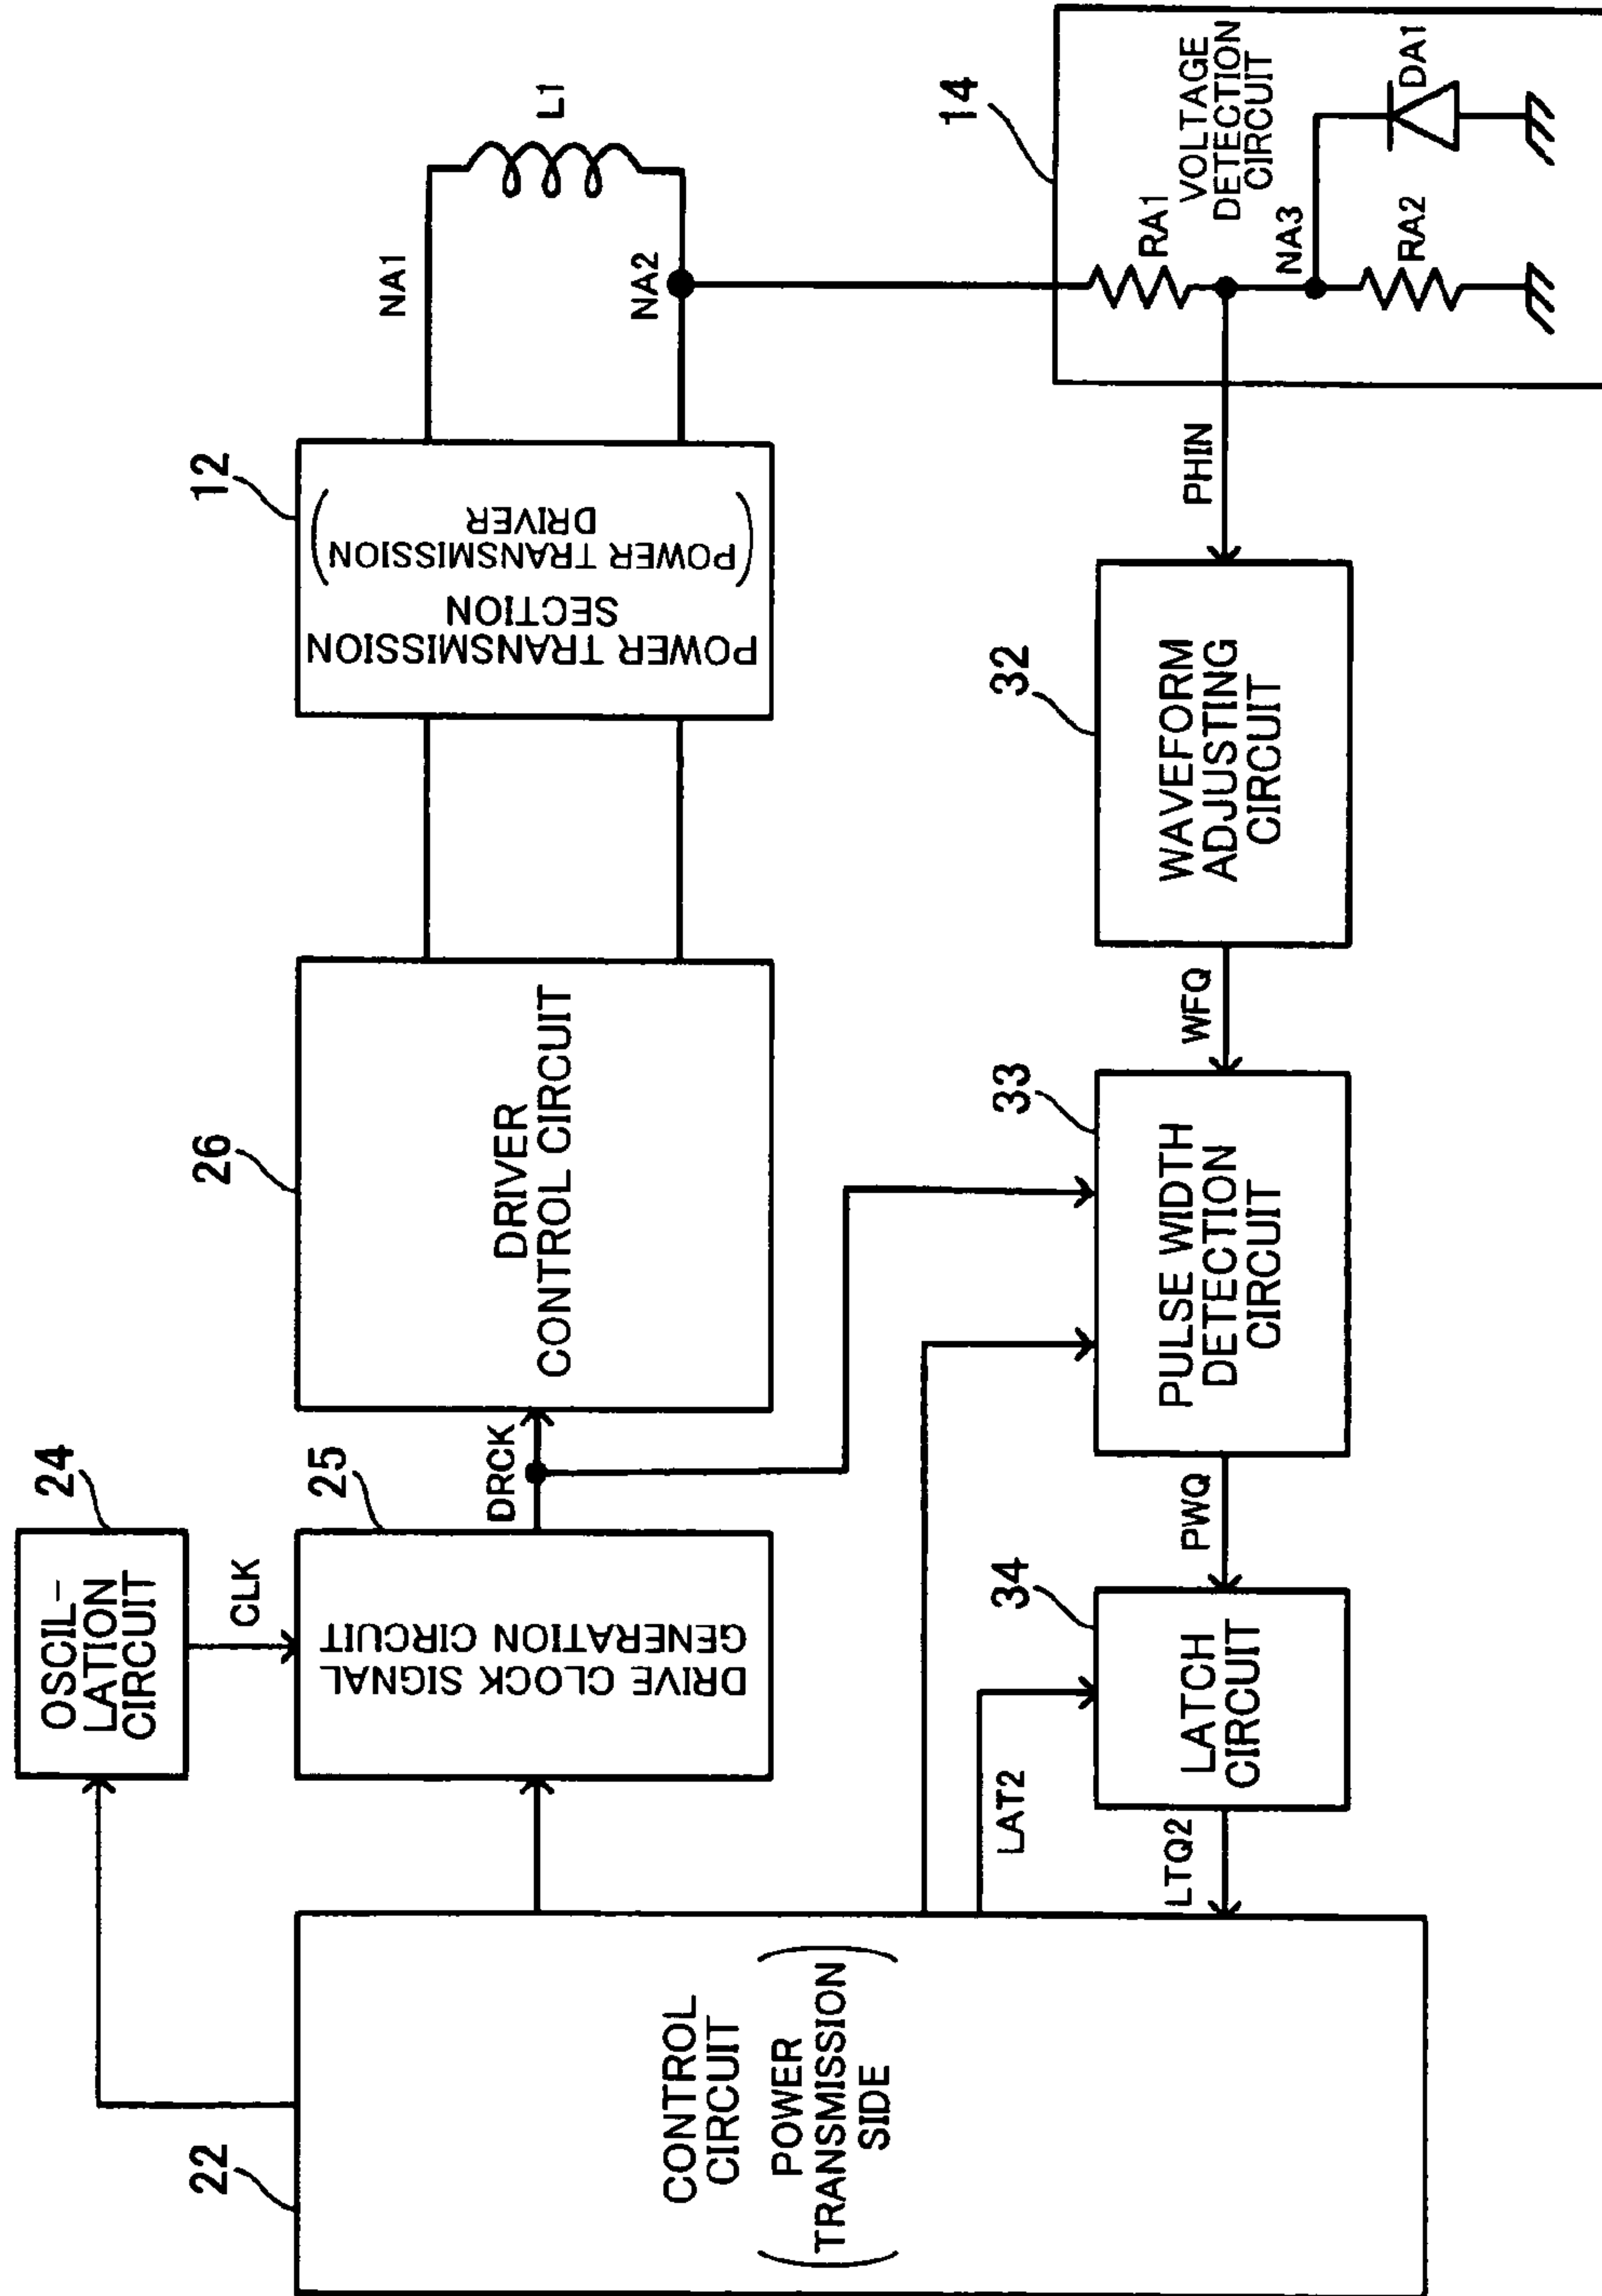 24
OSCIL-
LATION
CIRCUIT
CLK
22
CONTROL
CIRCUIT
(POWER
TRANSMISSION
SIDE)
25
DRIVE CLOCK SIGNAL
GENERATION CIRCUIT
DRCK
26
DRIVER
CONTROL CIRCUIT
12
POWER TRANSMISSION
SECTION
(POWER TRANSMISSION
DRIVER)
NA1
L1
NA2
LAT2
LTQ2
34
LATCH
CIRCUIT
PWQ
33
PULSE WIDTH
DETECTION
CIRCUIT
WFQ
32
WAVEFORM
ADJUSTING
CIRCUIT
PHIN
14
VOLTAGE
DETECTION
CIRCUIT
RA1
NA3
RA2
DA1